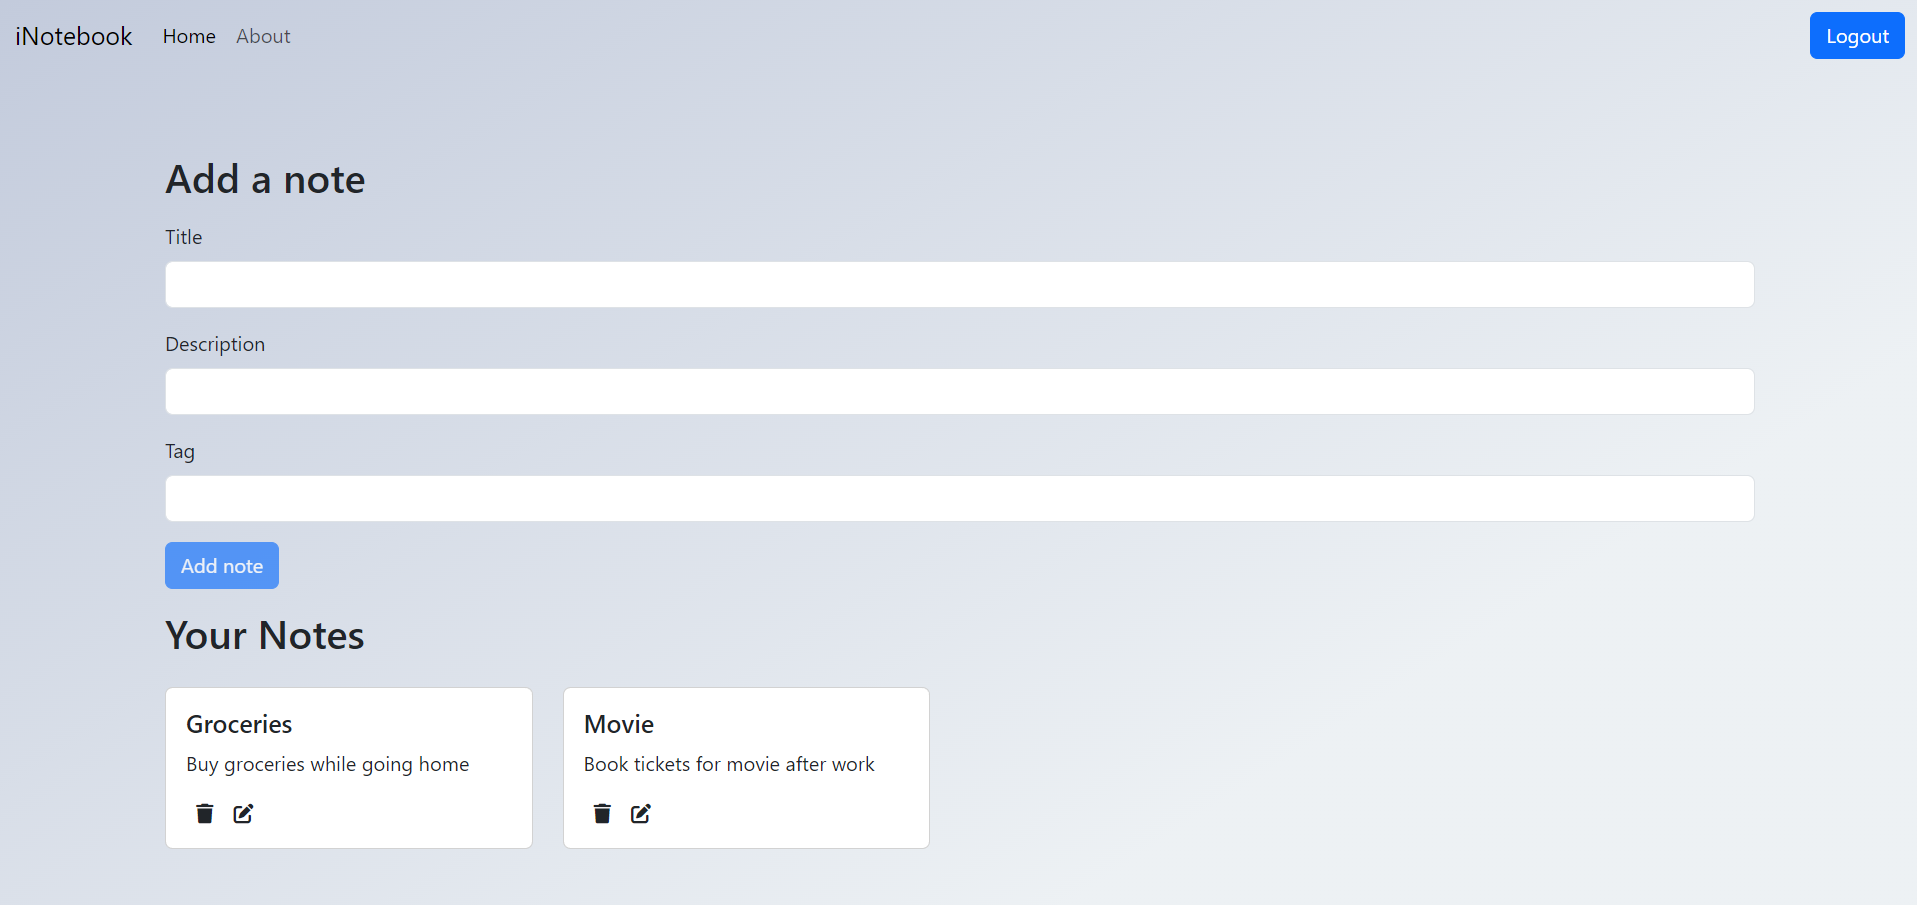 iNotebook Home About Logout
Add a note
Title
Description
Tag
Add note
Your Notes
Groceries
Buy groceries while going home
Movie
Book tickets for movie after work